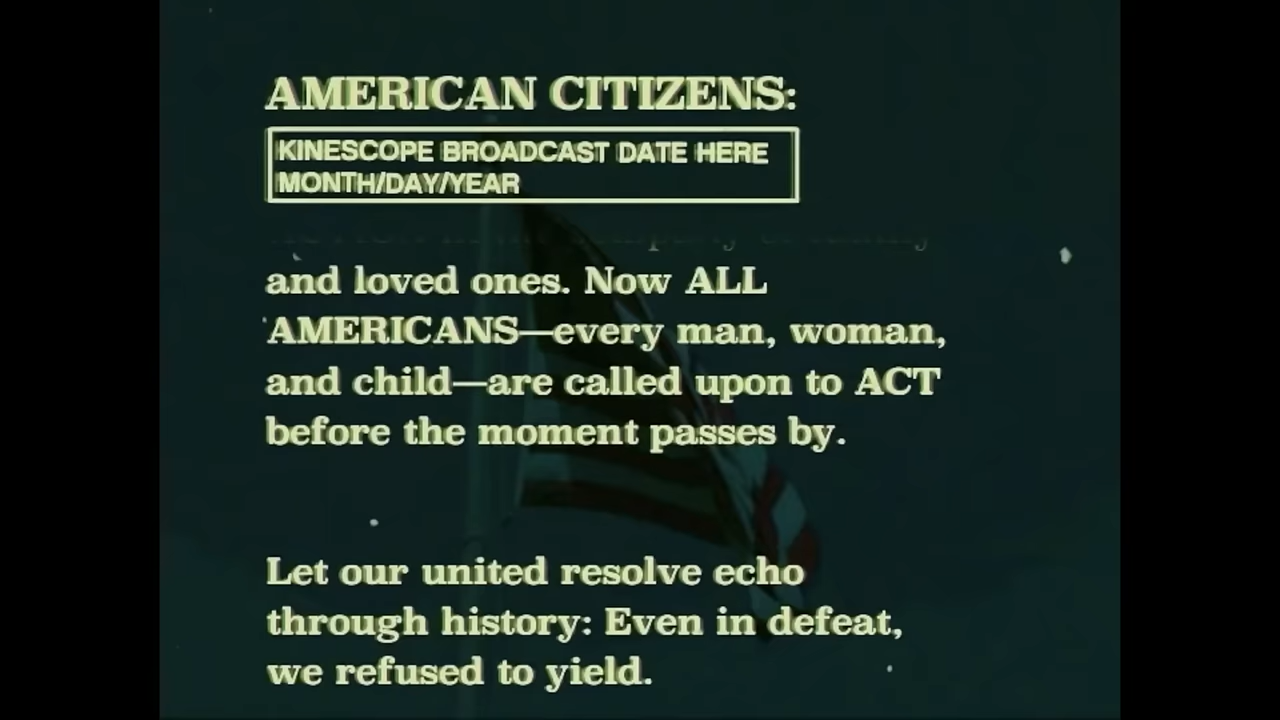 AMERICAN CITIZENS:
KINESCOPE BROADCAST DATE HERE
MONTH/DAY/YEAR
and loved ones. Now ALL
AMERICANS—every man, woman,
and child—are called upon to ACT
before the moment passes by.
Let our united resolve echo
through history: Even in defeat,
we refused to yield.